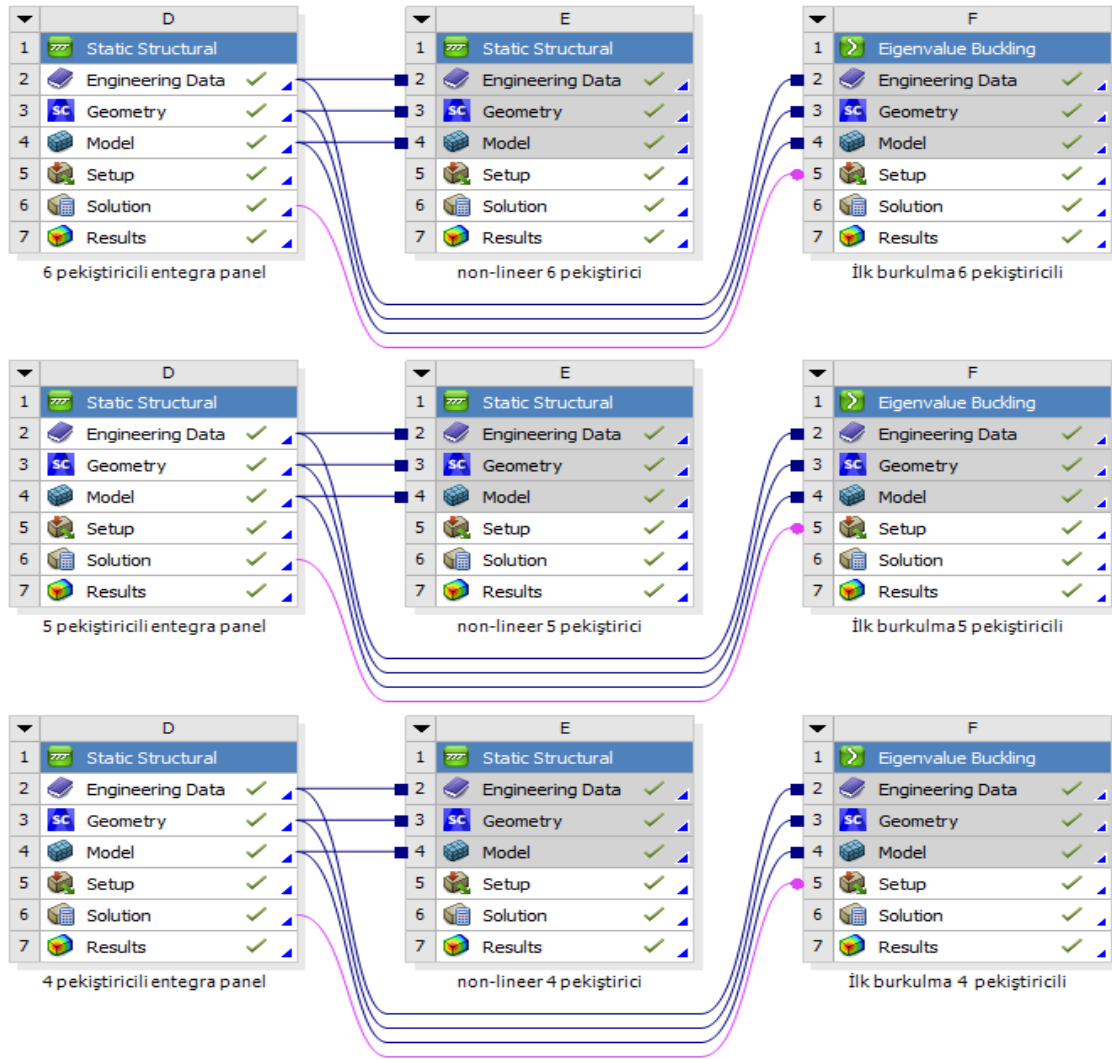 D E F
1 Static Structural 1 Static Structural 1 Eigenvalue Buckling
2 Engineering Data 2 Engineering Data 2 Engineering Data
3 SC Geometry 3 SC Geometry 3 SC Geometry
4 Model 4 Model 4 Model
5 Setup 5 Setup 5 Setup
6 Solution 6 Solution 6 Solution
7 Results 7 Results 7 Results
6 pekiştiricili entegra panel non-lineer 6 pekiştirici İlk burkulma 6 pekiştiricili
D E F
1 Static Structural 1 Static Structural 1 Eigenvalue Buckling
2 Engineering Data 2 Engineering Data 2 Engineering Data
3 SC Geometry 3 SC Geometry 3 SC Geometry
4 Model 4 Model 4 Model
5 Setup 5 Setup 5 Setup
6 Solution 6 Solution 6 Solution
7 Results 7 Results 7 Results
5 pekiştiricili entegra panel non-lineer 5 pekiştirici İlk burkulma 5 pekiştiricili
D E F
1 Static Structural 1 Static Structural 1 Eigenvalue Buckling
2 Engineering Data 2 Engineering Data 2 Engineering Data
3 SC Geometry 3 SC Geometry 3 SC Geometry
4 Model 4 Model 4 Model
5 Setup 5 Setup 5 Setup
6 Solution 6 Solution 6 Solution
7 Results 7 Results 7 Results
4 pekiştiricili entegra panel non-lineer 4 pekiştirici İlk burkulma 4 pekiştiricili